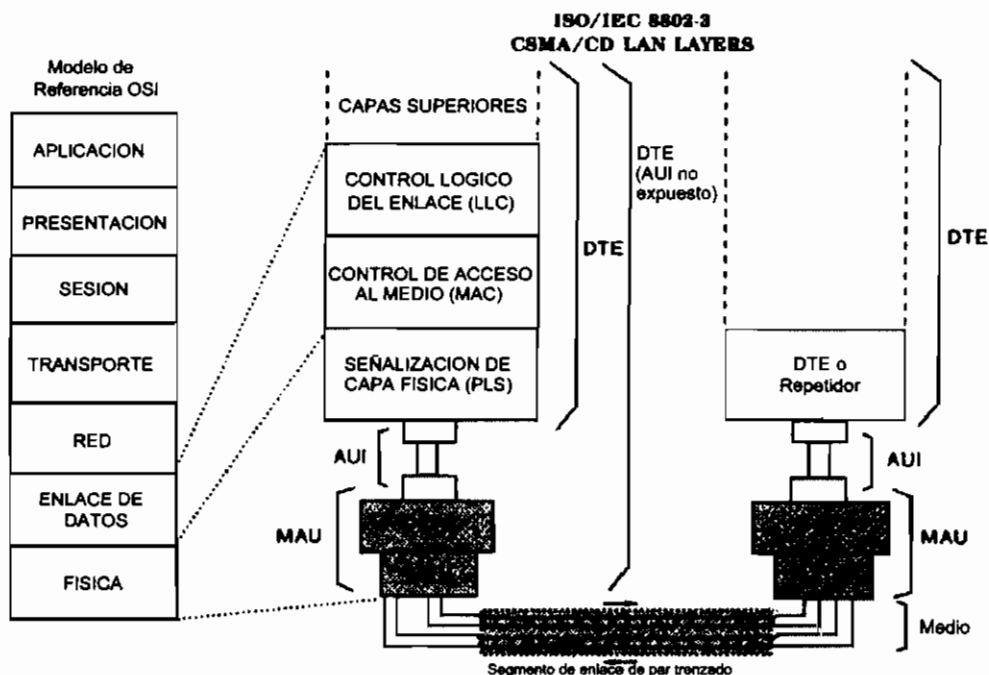 ISO/IEC 8802-3
CSMA/CD LAN LAYERS
Modelo de
Referencia OSI
APLICACION
PRESENTACION
SESION
TRANSPORTE
RED
ENLACE DE
DATOS
FISICA
CAPAS SUPERIORES
CONTROL LOGICO
DEL ENLACE (LLC)
CONTROL DE ACCESO
AL MEDIO (MAC)
SEÑALIZACION DE
CAPA FISICA (PLS)
AUI
MAU
DTE
DTE
(AUI no
expuesto)
DTE o
Repetidor
DTE
AUI
MAU
Medio
Segmento de enlace de par trenzado